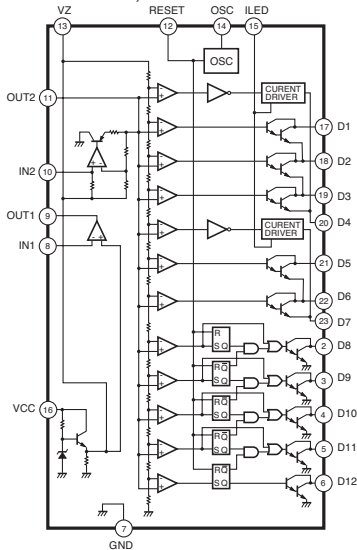 VZ RESET OSC ILED
13 12 14 15
OSC
OUT2 11
CURENT
DRIVER
17 D1
IN2 10
18 D2
19 D3
OUT1 9
20 D4
IN1 8
CURENT
DRIVER
21 D5
22 D6
23 D7
R
S Q
2 D8
R Q̅
S Q
3 D9
VCC 16
R Q̅
S Q
4 D10
R Q̅
S Q
5 D11
R Q̅
S Q
6 D12
7
GND
- +
- +
- +
- +
- +
- +
- +
- +
- +
- +
- +
- +
+ -
- +